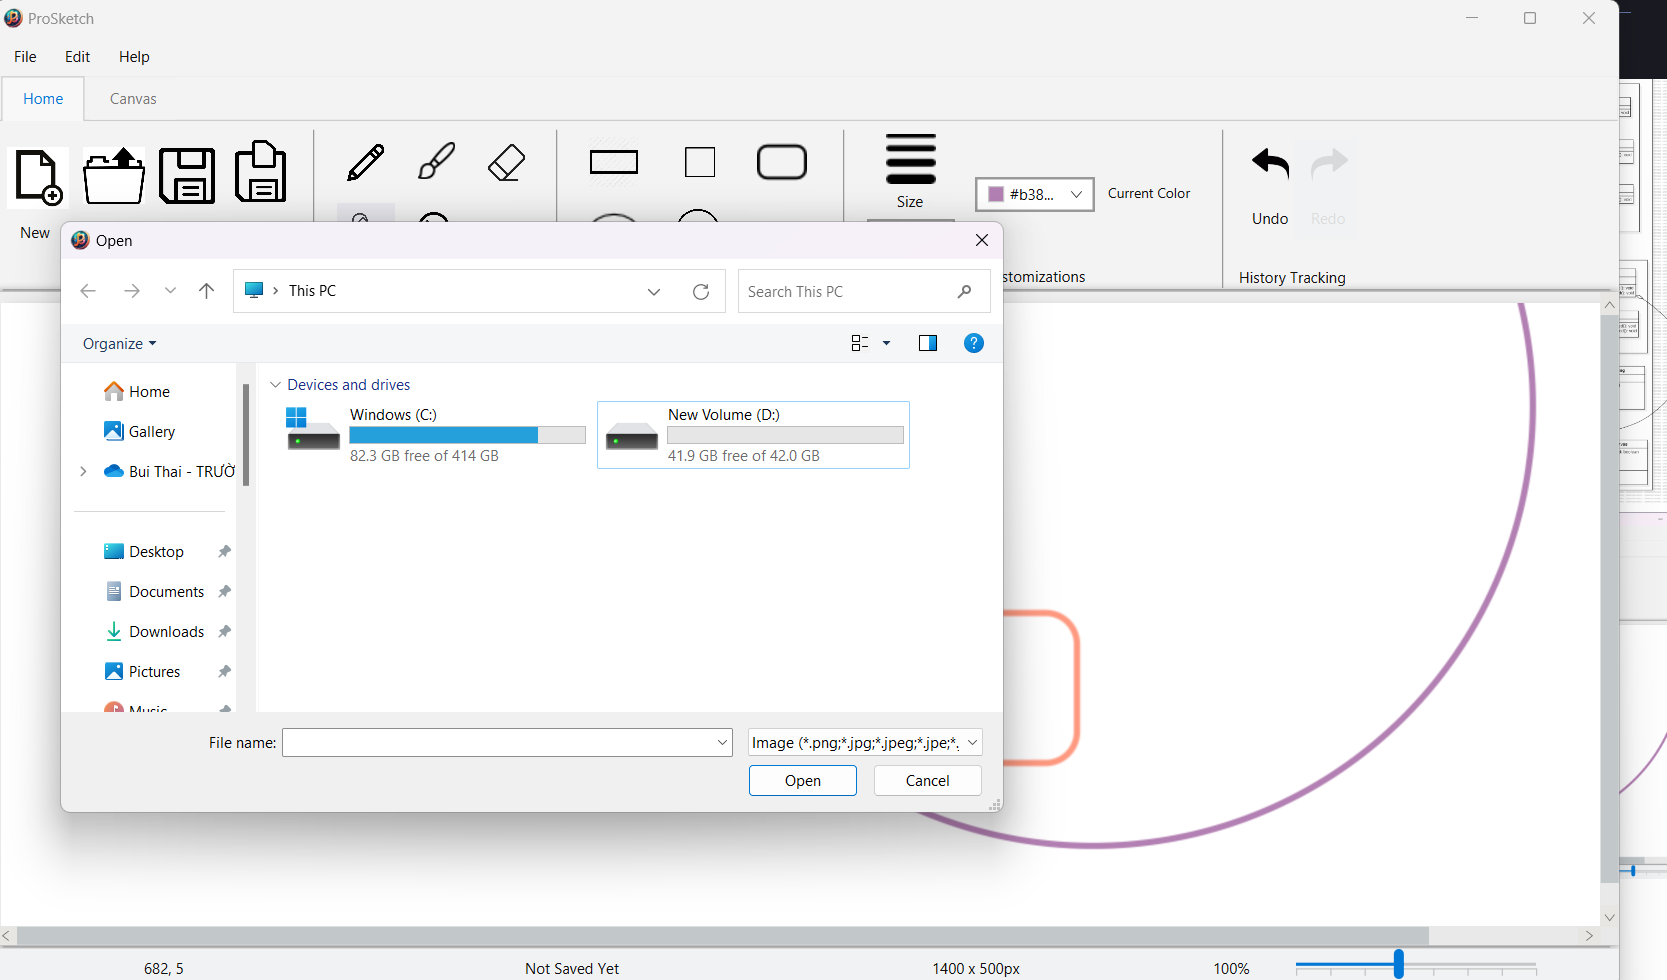 ProSketch
File Edit Help
Home Canvas
Size
#b38...
Current Color
Undo Redo
New
stomizations
History Tracking
Open
This PC
Search This PC
Organize
Home
Gallery
Bui Thai - TRƯỜ
Desktop
Documents
Downloads
Pictures
Music
Devices and drives
Windows (C:)
82.3 GB free of 414 GB
New Volume (D:)
41.9 GB free of 42.0 GB
File name:
Image (*.png;*.jpg;*.jpeg;*.jpe;*.
Open Cancel
682, 5 Not Saved Yet 1400 x 500px 100%